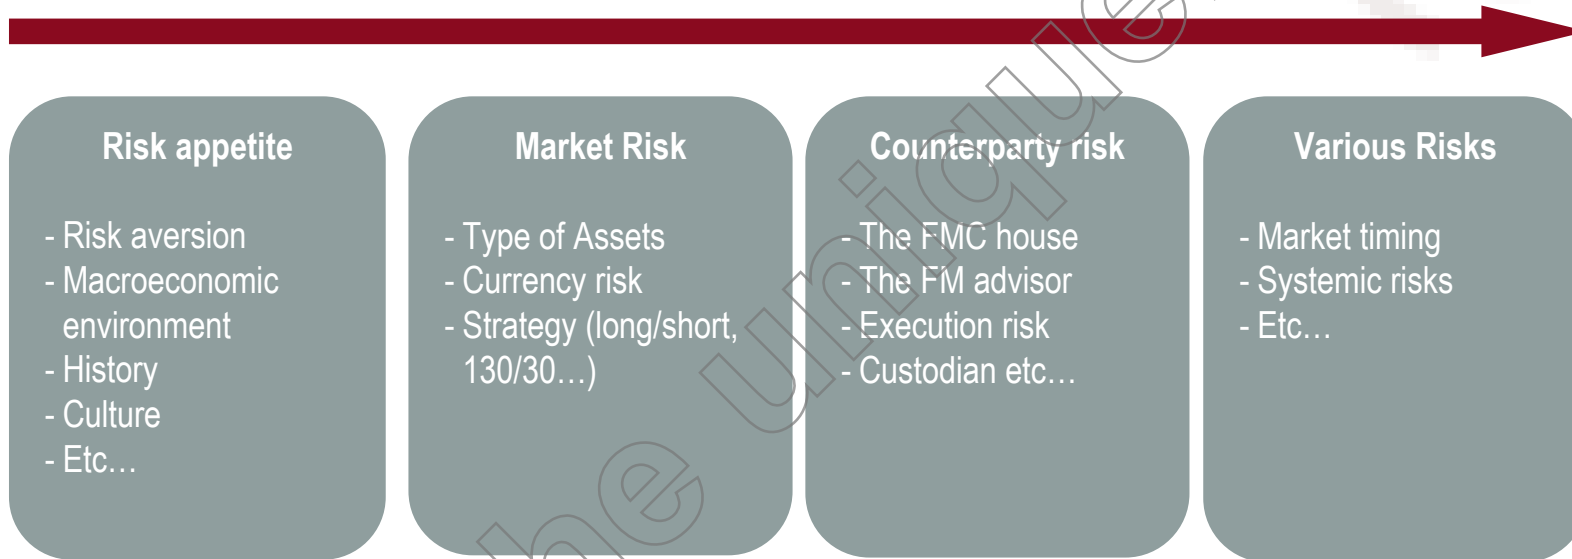 Risk appetite
- Risk aversion
- Macroeconomic
environment
- History
- Culture
- Etc…
Market Risk
- Type of Assets
- Currency risk
- Strategy (long/short,
130/30…)
Counterparty risk
- The FMC house
- The FM advisor
- Execution risk
- Custodian etc…
Various Risks
- Market timing
- Systemic risks
- Etc…
he unique